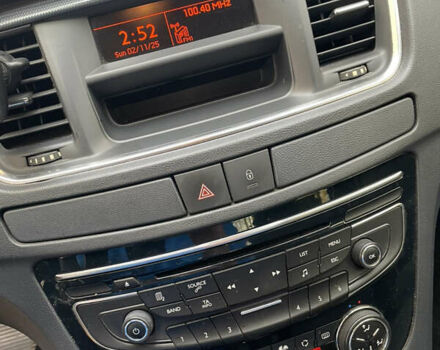 2:52
Sun 02/11/25
100.40 MHz
SOURCE
BAND
TA
LIST
MENU
ESC
OK
1
2
3
4
5
6